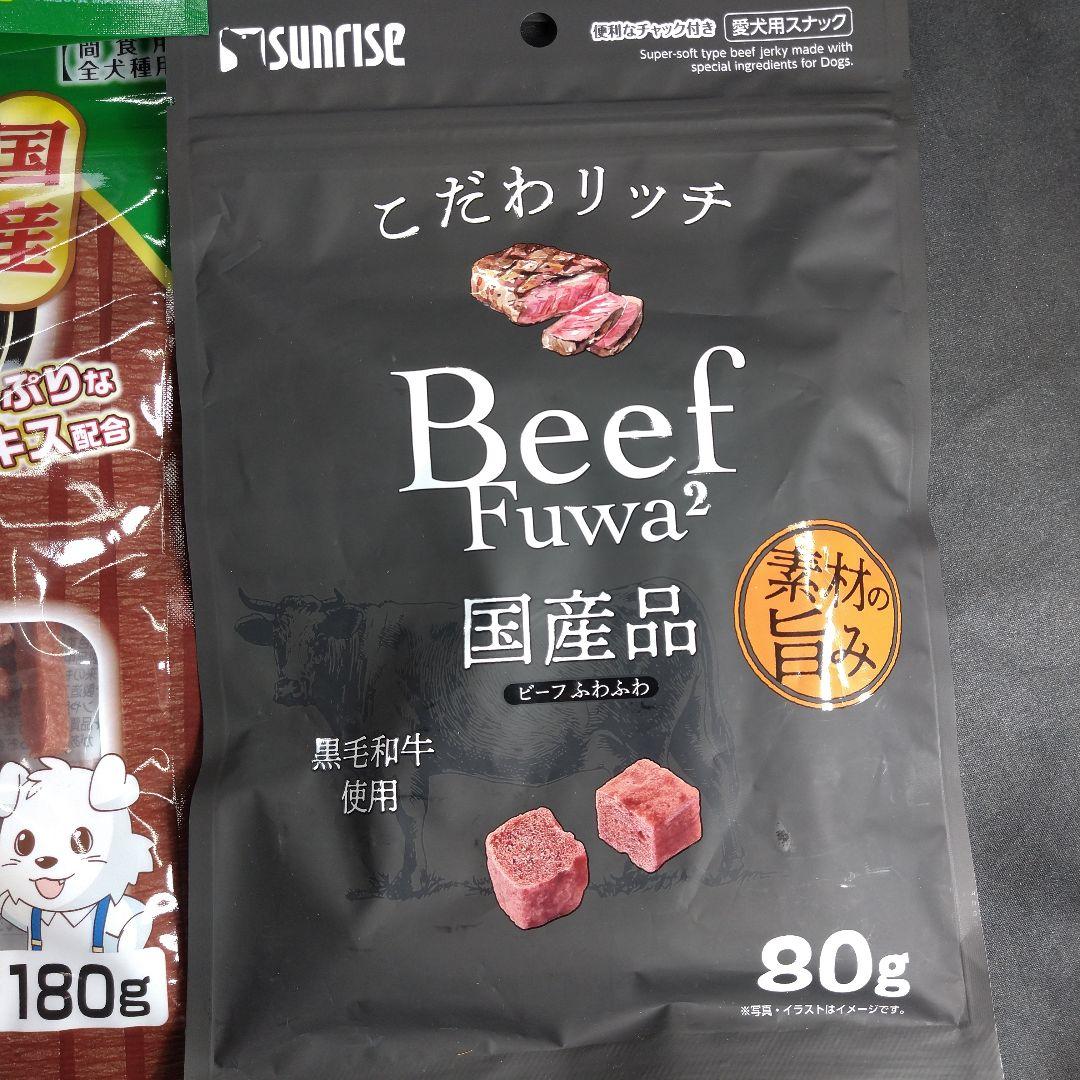 間食用
【全犬種用
国産
ぷりな
キス配合
180g
SUNRISE
便利なチャック付き
愛犬用スナック
Super-soft type beef jerky made with
special ingredients for Dogs.
こだわリッチ
Beef
Fuwa²
国産品
ビーフふわふわ
素材の
旨み
黒毛和牛
使用
80g
※写真・イラストはイメージです。